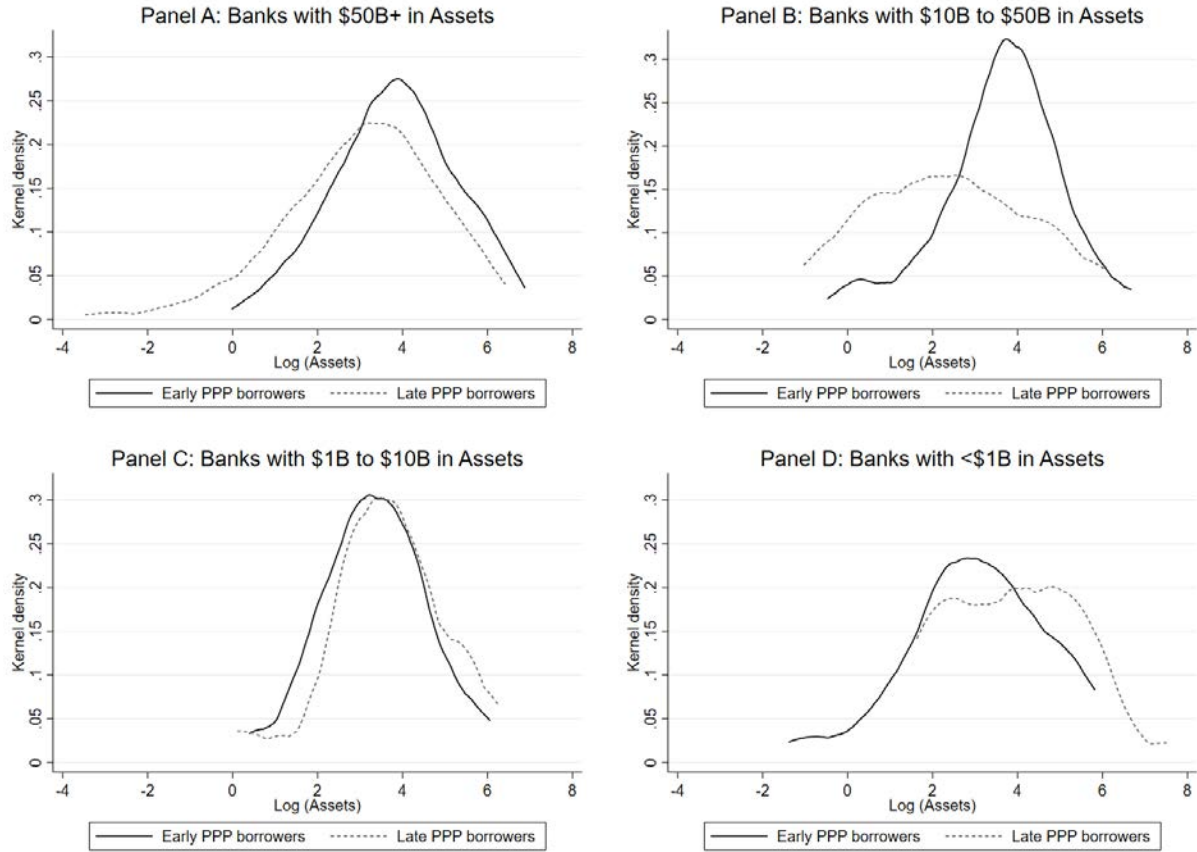 Panel A: Banks with $50B+ in Assets
Kernel density
.3
.25
.2
.15
.1
.05
0
-4 -2 0 2 4 6 8
Log (Assets)
Early PPP borrowers Late PPP borrowers
Panel B: Banks with $10B to $50B in Assets
Kernel density
.3
.25
.2
.15
.1
.05
0
-4 -2 0 2 4 6 8
Log (Assets)
Early PPP borrowers Late PPP borrowers
Panel C: Banks with $1B to $10B in Assets
Kernel density
.3
.25
.2
.15
.1
.05
0
-4 -2 0 2 4 6 8
Log (Assets)
Early PPP borrowers Late PPP borrowers
Panel D: Banks with <$1B in Assets
Kernel density
.3
.25
.2
.15
.1
.05
0
-4 -2 0 2 4 6 8
Log (Assets)
Early PPP borrowers Late PPP borrowers